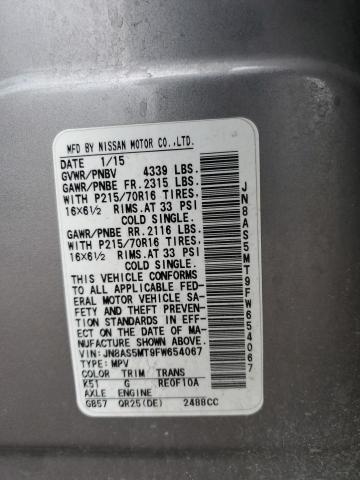 MFD BY NISSAN MOTOR CO.,LTD.
DATE 1/15
GVWR/PNBV 4339 LBS.
GAWR/PNBE FR. 2315 LBS.
WITH P215/70R16 TIRES,
16X6½ RIMS. AT 33 PSI
COLD SINGLE.
GAWR/PNBE RR. 2116 LBS.
WITH P215/70R16 TIRES,
16X6½ RIMS. AT 33 PSI
COLD SINGLE.
THIS VEHICLE CONFORMS
TO ALL APPLICABLE FED-
ERAL MOTOR VEHICLE SA-
FETY AND THEFT PREVEN-
TION STANDARDS IN EFF-
ECT ON THE DATE OF MA-
NUFACTURE SHOWN ABOVE.
VIN:JN8AS5MT9FW654067
TYPE:MPV
COLOR TRIM TRANS
K51 G RE0F10A
AXLE ENGINE
GB57 QR25(DE) 2488CC
JN8AS5MT9FW654067